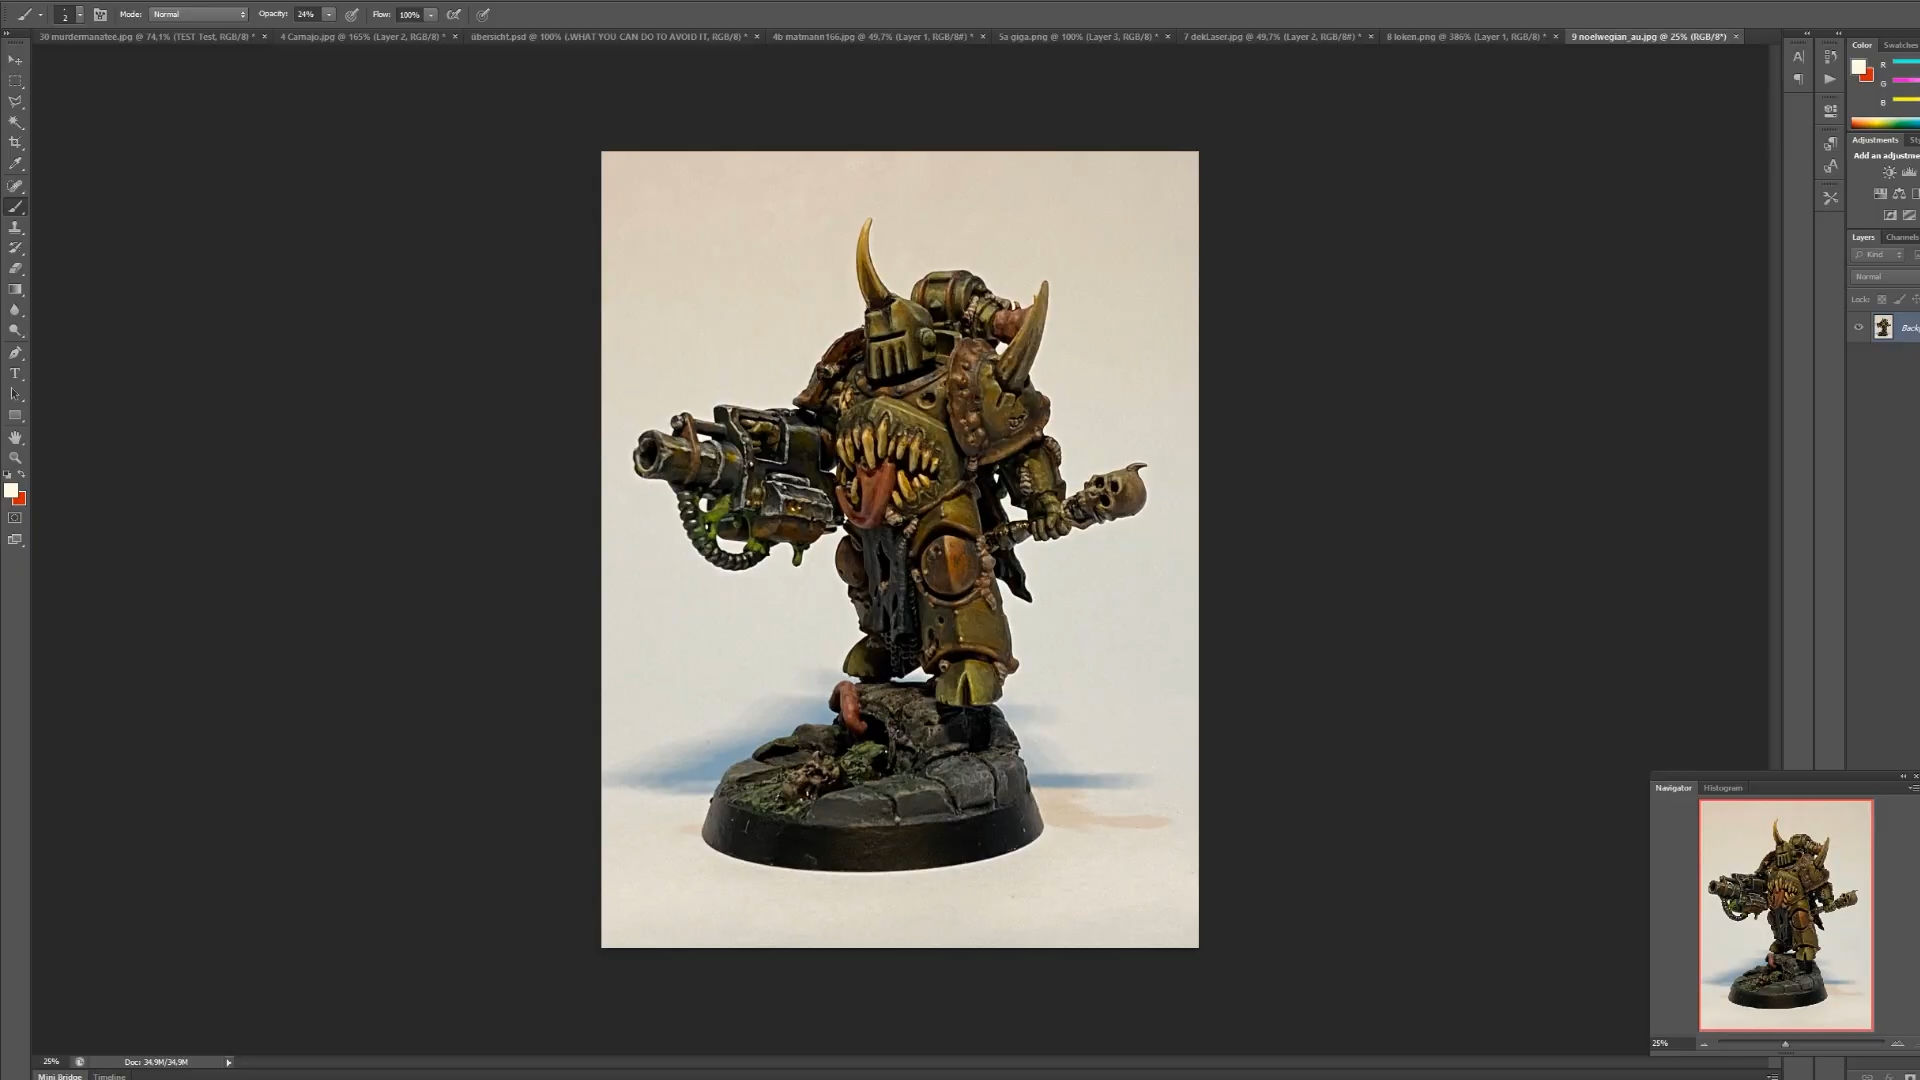 2 Mode: Normal Opacity: 24% Flow: 100%
30 murdermanatee.jpg @ 74,1% (TEST Test, RGB/8) * × 4 Camajo.jpg @ 165% (Layer 2, RGB/8) * × übersicht.psd @ 100% (,WHAT YOU CAN DO TO AVOID IT, RGB/8) * × 4b matmann166.jpg @ 49,7% (Layer 1, RGB/8#) * × 5a giga.png @ 100% (Layer 3, RGB/8) * × 7 dekLaser.jpg @ 49,7% (Layer 2, RGB/8#) * × 8 loken.png @ 386% (Layer 1, RGB/8) * × 9 noelwegian_au.jpg @ 25% (RGB/8*) ×
Color Swatches
R
G
B
Adjustments
Add an adjustme
Layers Channels
Kind
Normal
Lock:
Back
Navigator Histogram
25%
25% Doc: 34,9M/34,9M
Mini Bridge Timeline